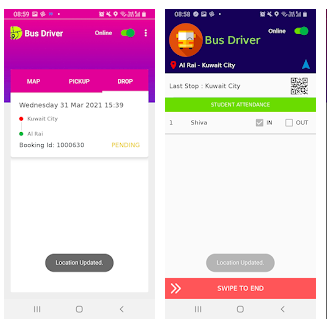 08:59
Bus Driver
Online
MAP
PICKUP
DROP
Wednesday 31 Mar 2021 15:39
Kuwait City
Al Rai
Booking Id: 1000630
PENDING
Location Updated.
08:58
Bus Driver
Online
Al Rai - Kuwait City
Last Stop : Kuwait City
STUDENT ATTENDANCE
1 Shiva IN OUT
Location Updated.
SWIPE TO END